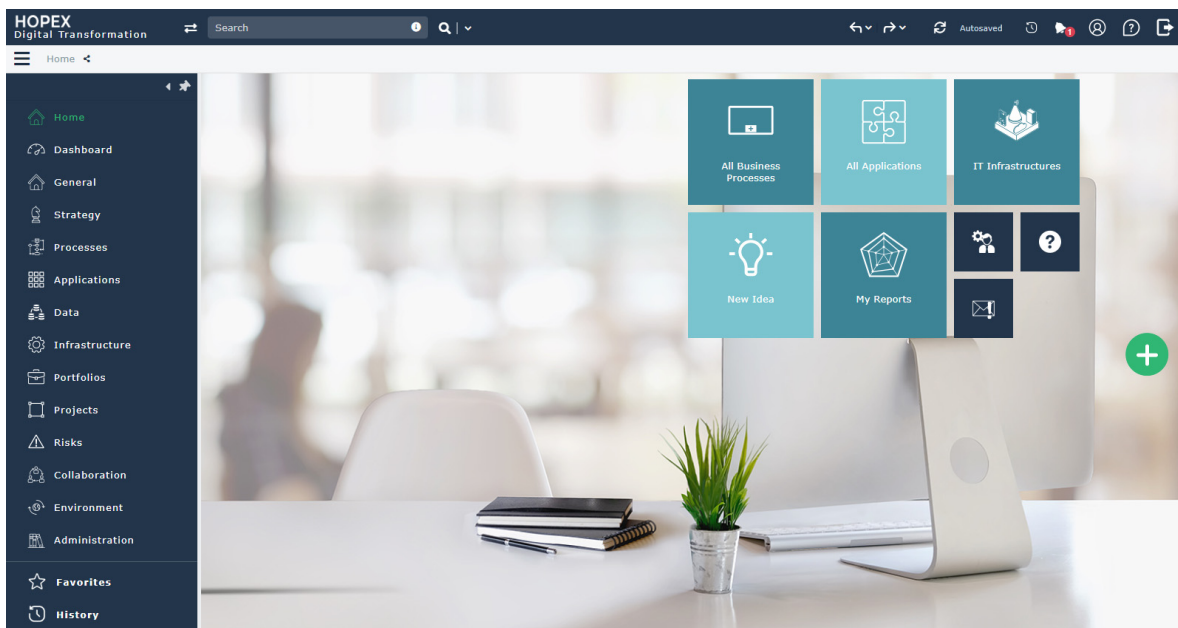 HOPEX
Digital Transformation
Search
Autosaved
1
Home
Home
Dashboard
General
Strategy
Processes
Applications
Data
Infrastructure
Portfolios
Projects
Risks
Collaboration
Environment
Administration
Favorites
History
All Business
Processes
All Applications
IT Infrastructures
New Idea
My Reports